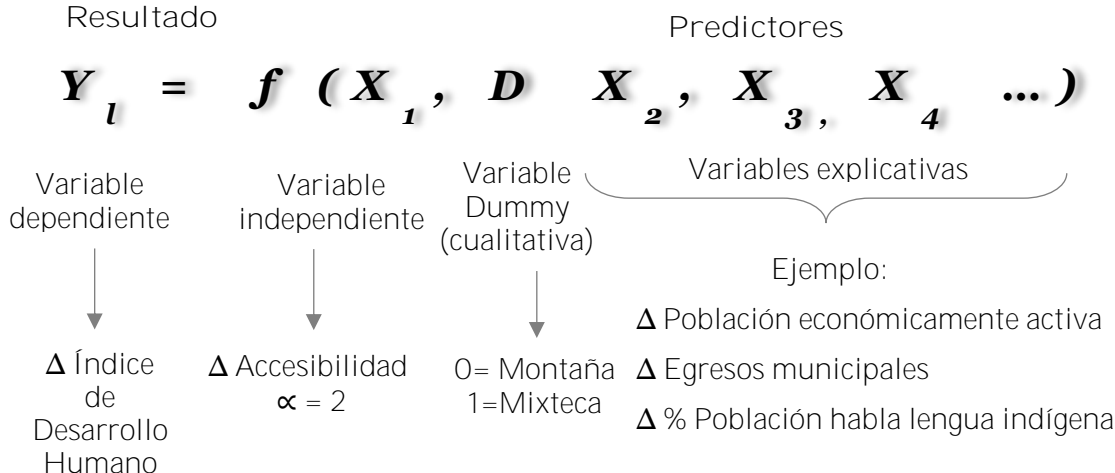 Resultado
Predictores
Y l = f ( X 1 , D X 2 , X 3 , X 4 ... )
Variable
dependiente
Variable
independiente
Variable
Dummy
(cualitativa)
Variables explicativas
Δ Índice
de
Desarrollo
Humano
Δ Accesibilidad
∝ = 2
0= Montaña
1=Mixteca
Ejemplo:
Δ Población económicamente activa
Δ Egresos municipales
Δ % Población habla lengua indígena